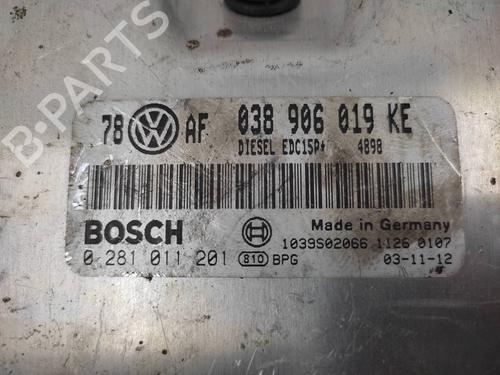 78 AF 038 906 019 KE
DIESEL EDC15P+ 4898
BOSCH Made in Germany
1039S02066 1126 0107
0 281 011 201 810 BPG 03-11-12
B-PARTS